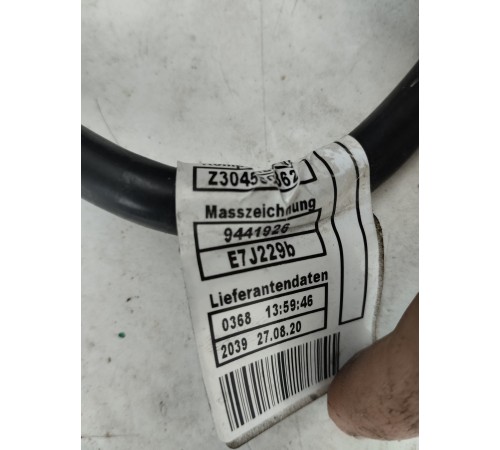 Masszeichnung
9441926
E7J229b
Lieferantendaten
0368 13:59:46
2039 27.08.20